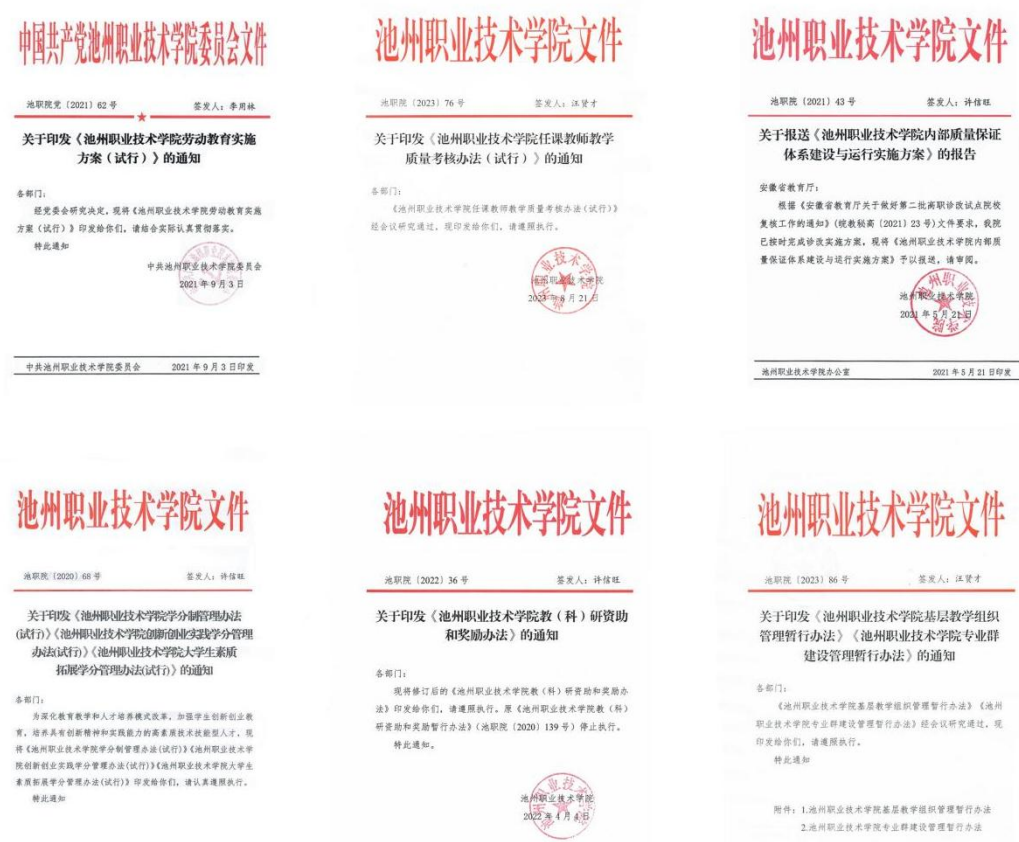 中国共产党池州职业技术学院委员会文件
池职院党〔2021〕62号 签发人：李周林
关于印发《池州职业技术学院劳动教育实施
方案（试行）》的通知
各部门：
经党委会研究决定，现将《池州职业技术学院劳动教育实施
方案（试行）》印发给你们，请结合实际认真贯彻落实。
特此通知
中共池州职业技术学院委员会
2021年9月3日
中共池州职业技术学院委员会 2021年9月3日印发
池州职业技术学院文件
池职院〔2023〕76号 签发人：汪贤才
关于印发《池州职业技术学院任课教师教学
质量考核办法（试行）》的通知
各部门：
《池州职业技术学院任课教师教学质量考核办法（试行）》
经会议研究通过，现印发给你们，请遵照执行。
池州职业技术学院
2023年8月21日
池州职业技术学院文件
池职院〔2021〕43号 签发人：许信旺
关于报送《池州职业技术学院内部质量保证
体系建设与运行实施方案》的报告
安徽省教育厅：
根据《安徽省教育厅关于做好第二批高职诊改试点院校
复核工作的通知》(皖教秘高〔2021〕23号)文件要求，我院
已按时完成诊改实施方案，现将《池州职业技术学院内部质
量保证体系建设与运行实施方案》予以报送，请审阅。
池州职业技术学院
2021年5月21日
池州职业技术学院办公室 2021年5月21日印发
池州职业技术学院文件
池职院〔2020〕68号 签发人：许信旺
关于印发《池州职业技术学院学分制管理办法
(试行)》《池州职业技术学院创新创业实践学分管理
办法(试行)》《池州职业技术学院大学生素质
拓展学分管理办法(试行)》的通知
各部门：
为深化教育教学和人才培养模式改革，加强学生创新创业教
育，培养具有创新精神和实践能力的高素质技术技能型人才，现
将《池州职业技术学院学分制管理办法(试行)》《池州职业技术学
院创新创业实践学分管理办法(试行)》《池州职业技术学院大学生
素质拓展学分管理办法(试行)》印发给你们，请认真遵照执行。
特此通知
池州职业技术学院文件
池职院〔2022〕36号 签发人：许信旺
关于印发《池州职业技术学院教（科）研资助
和奖励办法》的通知
各部门：
现将修订后的《池州职业技术学院教（科）研资助和奖励办
法》印发给你们，请遵照执行。原《池州职业技术学院教（科）
研资助和奖励暂行办法》（池职院〔2020〕139号）停止执行。
特此通知。
池州职业技术学院
2022年4月4日
池州职业技术学院文件
池职院〔2023〕86号 签发人：汪贤才
关于印发《池州职业技术学院基层教学组织
管理暂行办法》《池州职业技术学院专业群
建设管理暂行办法》的通知
各部门：
《池州职业技术学院基层教学组织管理暂行办法》《池州
职业技术学院专业群建设管理暂行办法》经会议研究通过，现
印发给你们，请遵照执行。
特此通知
附件：1.池州职业技术学院基层教学组织管理暂行办法
2.池州职业技术学院专业群建设管理暂行办法